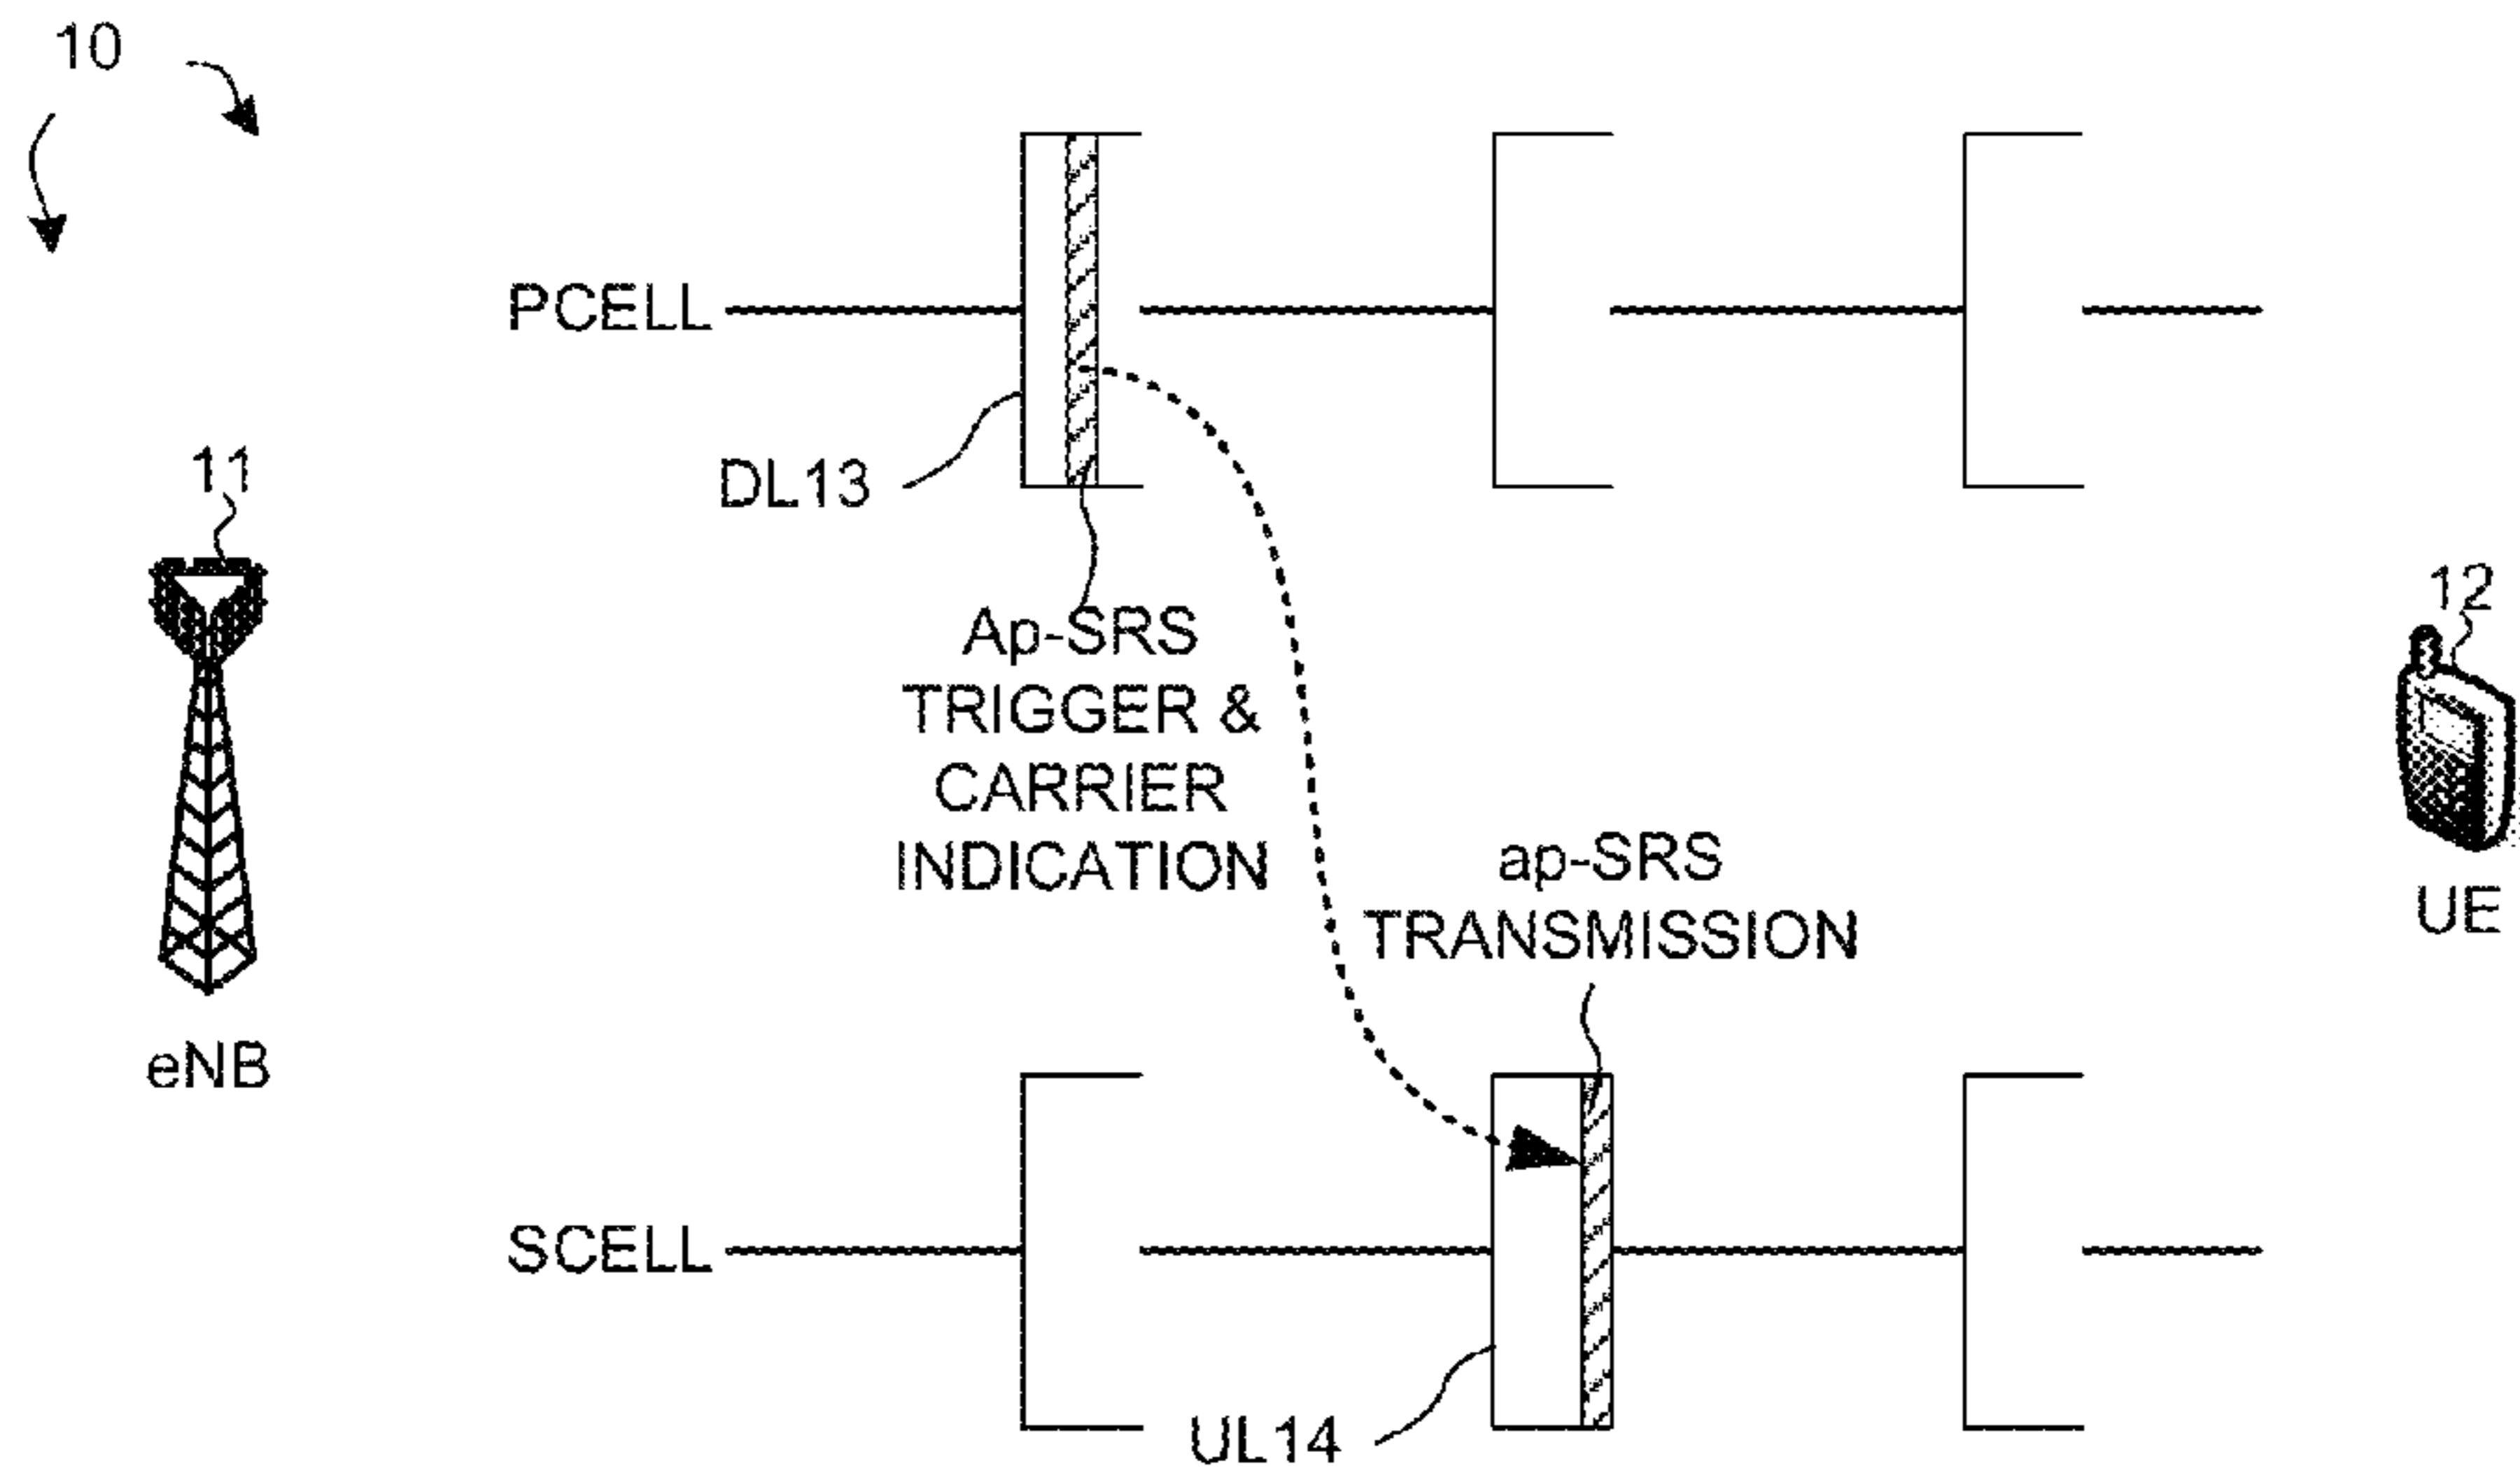 10
PCELL
DL13
11
Ap-SRS
TRIGGER &
CARRIER
INDICATION
12
ap-SRS
TRANSMISSION
UE
eNB
SCELL
UL14